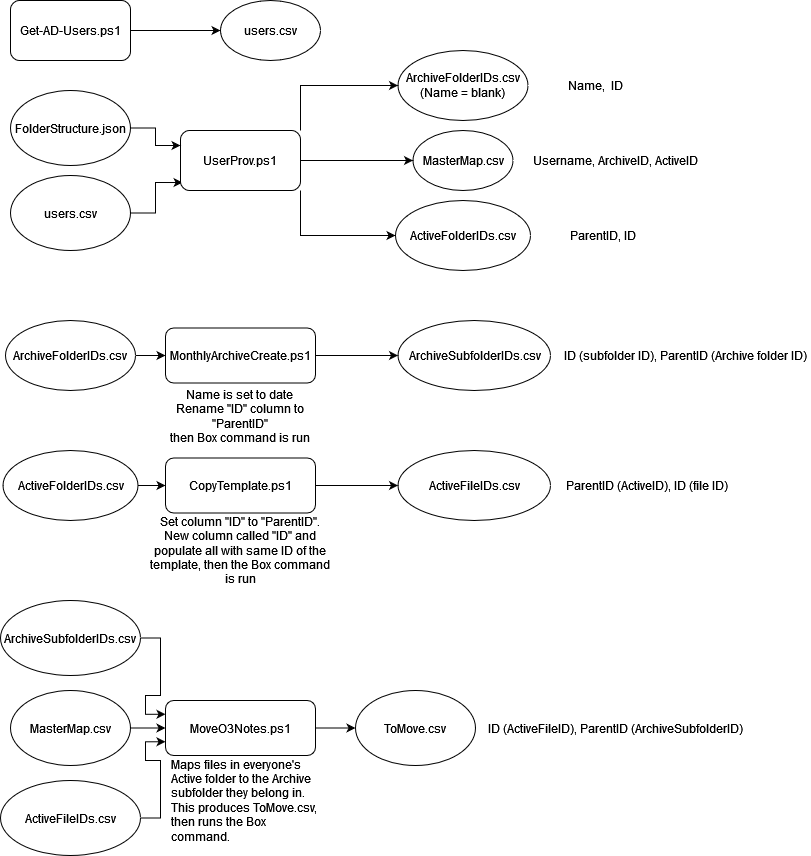 Get-AD-Users.ps1
users.csv
ArchiveFolderIDs.csv
(Name = blank)
Name, ID
FolderStructure.json
UserProv.ps1
MasterMap.csv
Username, ArchiveID, ActiveID
users.csv
ActiveFolderIDs.csv
ParentID, ID
ArchiveFolderIDs.csv
MonthlyArchiveCreate.ps1
ArchiveSubfolderIDs.csv
ID (subfolder ID), ParentID (Archive folder ID)
Name is set to date
Rename "ID" column to
"ParentID"
then Box command is run
ActiveFolderIDs.csv
CopyTemplate.ps1
ActiveFileIDs.csv
ParentID (ActiveID), ID (file ID)
Set column "ID" to "ParentID".
New column called "ID" and
populate all with same ID of the
template, then the Box command
is run
ArchiveSubfolderIDs.csv
MasterMap.csv
MoveO3Notes.ps1
ToMove.csv
ID (ActiveFileID), ParentID (ArchiveSubfolderID)
Maps files in everyone's
Active folder to the Archive
subfolder they belong in.
This produces ToMove.csv,
then runs the Box
command.
ActiveFileIDs.csv